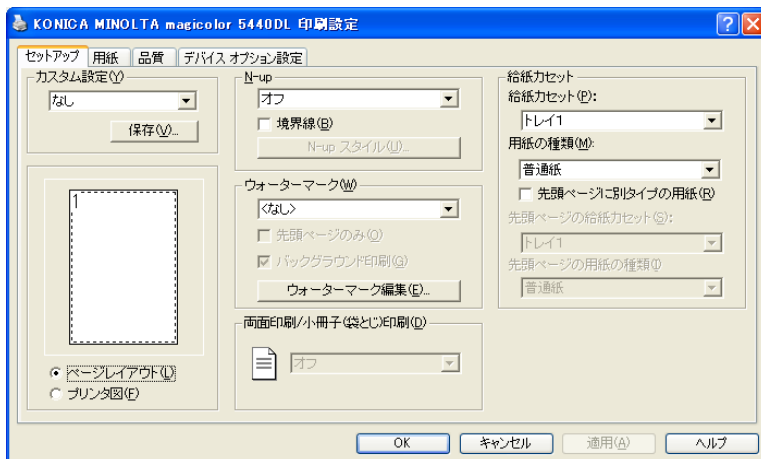 KONICA MINOLTA magicolor 5440DL 印刷設定
セットアップ 用紙 品質 デバイス オプション設定
カスタム設定(Y)
なし
保存(V)...
1
ページレイアウト(L)
プリンタ図(F)
N-up
オフ
境界線(B)
N-up スタイル(U)...
ウォーターマーク(W)
<なし>
先頭ページのみ(O)
バックグラウンド印刷(G)
ウォーターマーク編集(E)...
両面印刷/小冊子(袋とじ)印刷(D)
オフ
給紙カセット
給紙カセット(P):
トレイ1
用紙の種類(M):
普通紙
先頭ページに別タイプの用紙(R)
先頭ページの給紙カセット(S):
トレイ1
先頭ページの用紙の種類(I)
普通紙
OK キャンセル 適用(A) ヘルプ